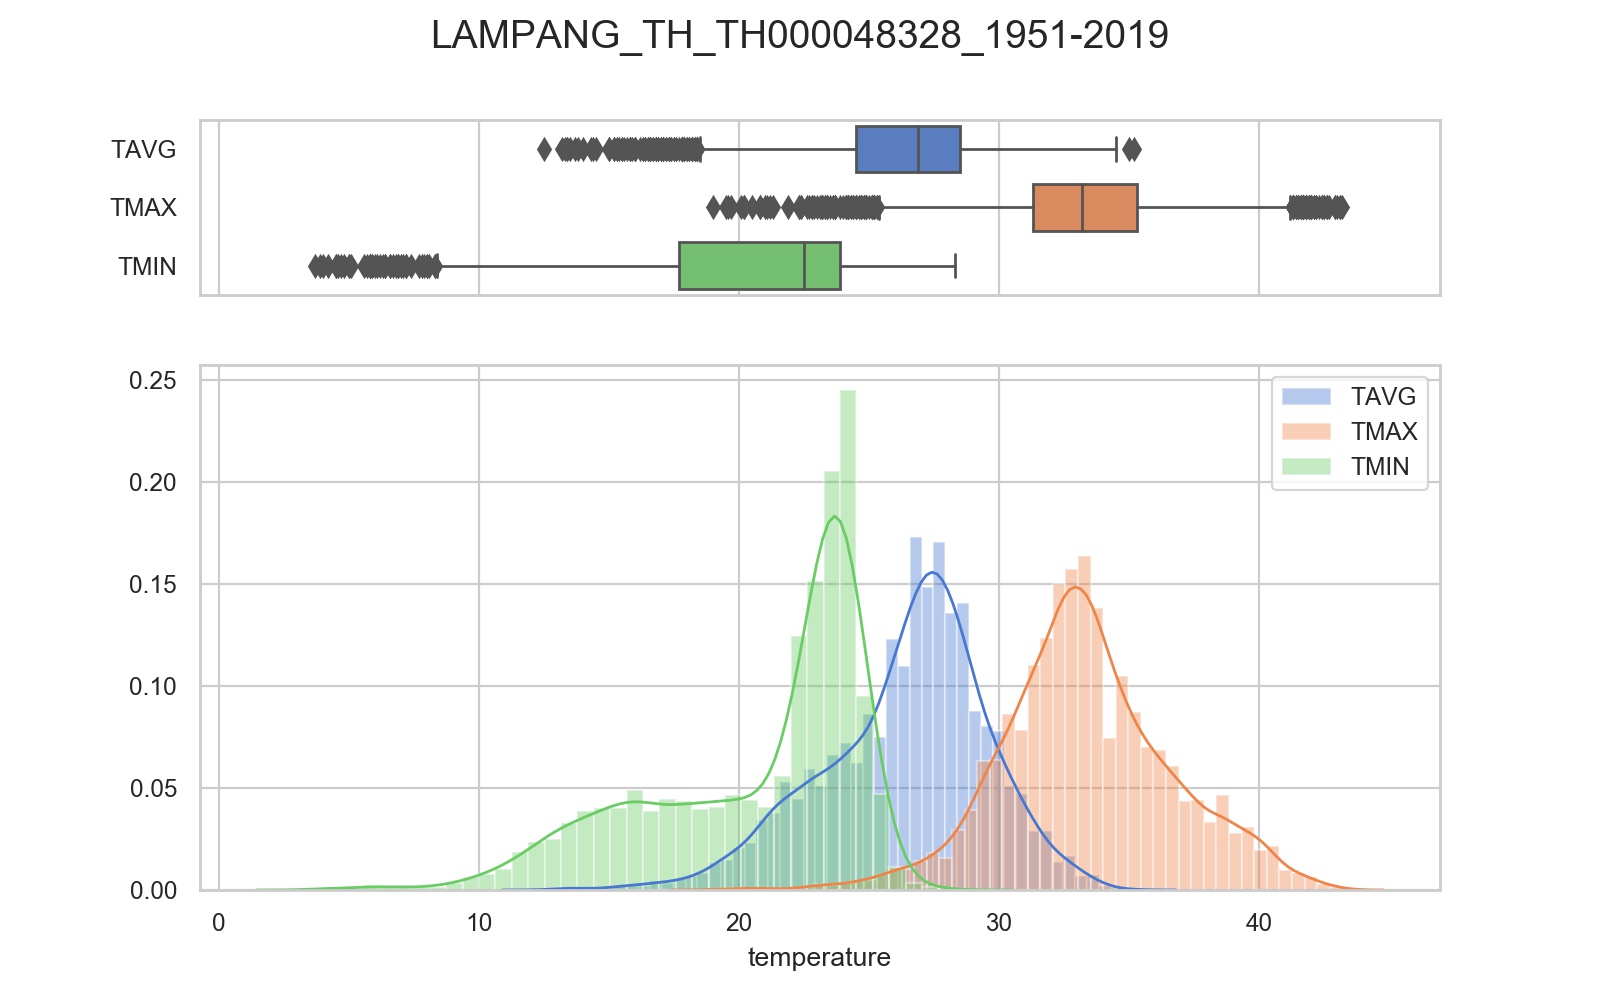 LAMPANG_TH_TH000048328_1951-2019
TAVG
TMAX
TMIN
0.25
0.20
0.15
0.10
0.05
0.00
TAVG
TMAX
TMIN
0 10 20 30 40
temperature